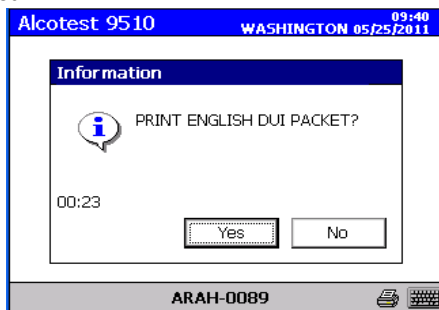 Alcotest 9510
09:40
WASHINGTON 05/25/2011
Information
PRINT ENGLISH DUI PACKET?
00:23
Yes
No
ARAH-0089